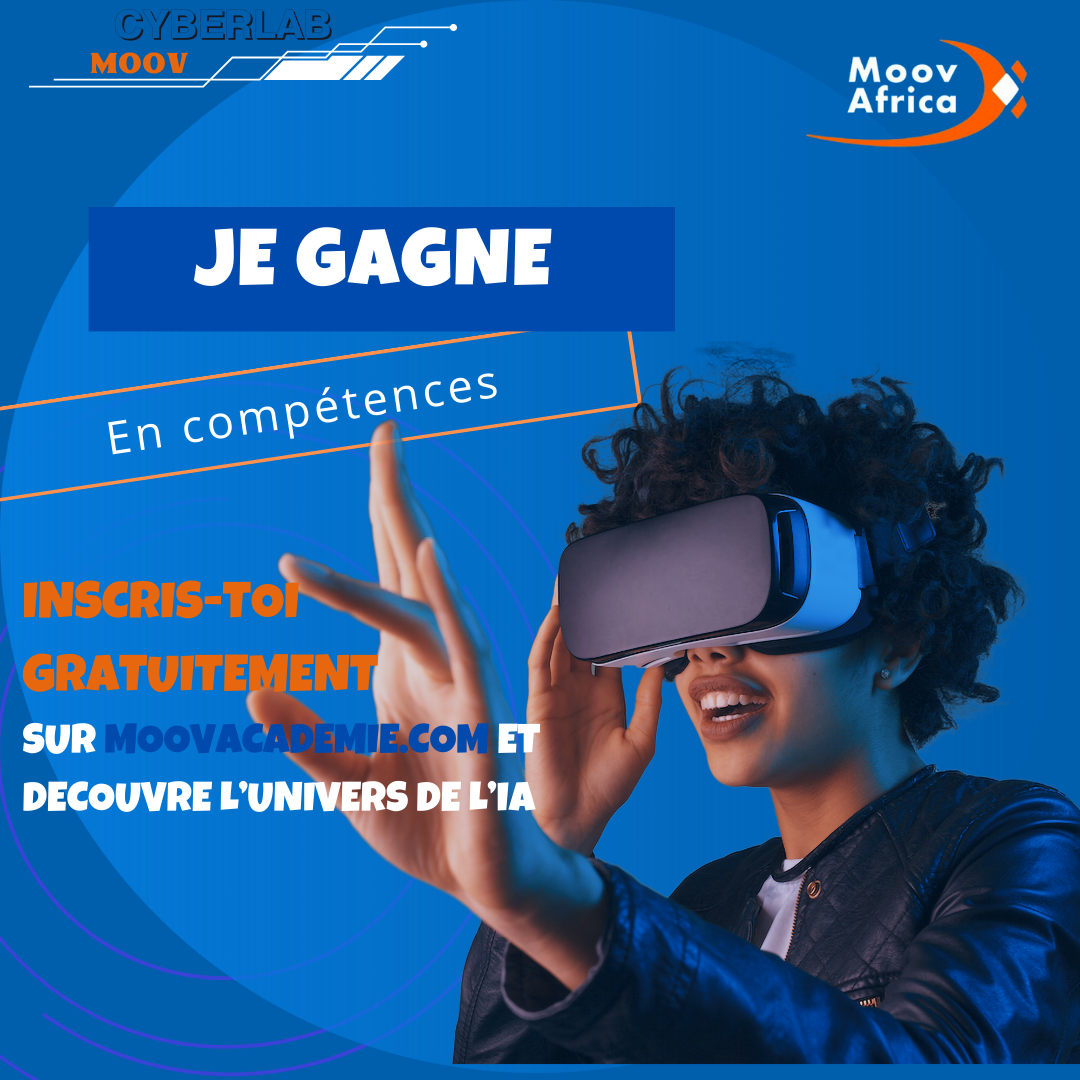 CYBERLAB
MOOV
Moov
Africa
JE GAGNE
En compétences
INSCRIS-TOI
GRATUITEMENT
SUR MOOVACADEMIE.COM ET
DECOUVRE L'UNIVERS DE L'IA